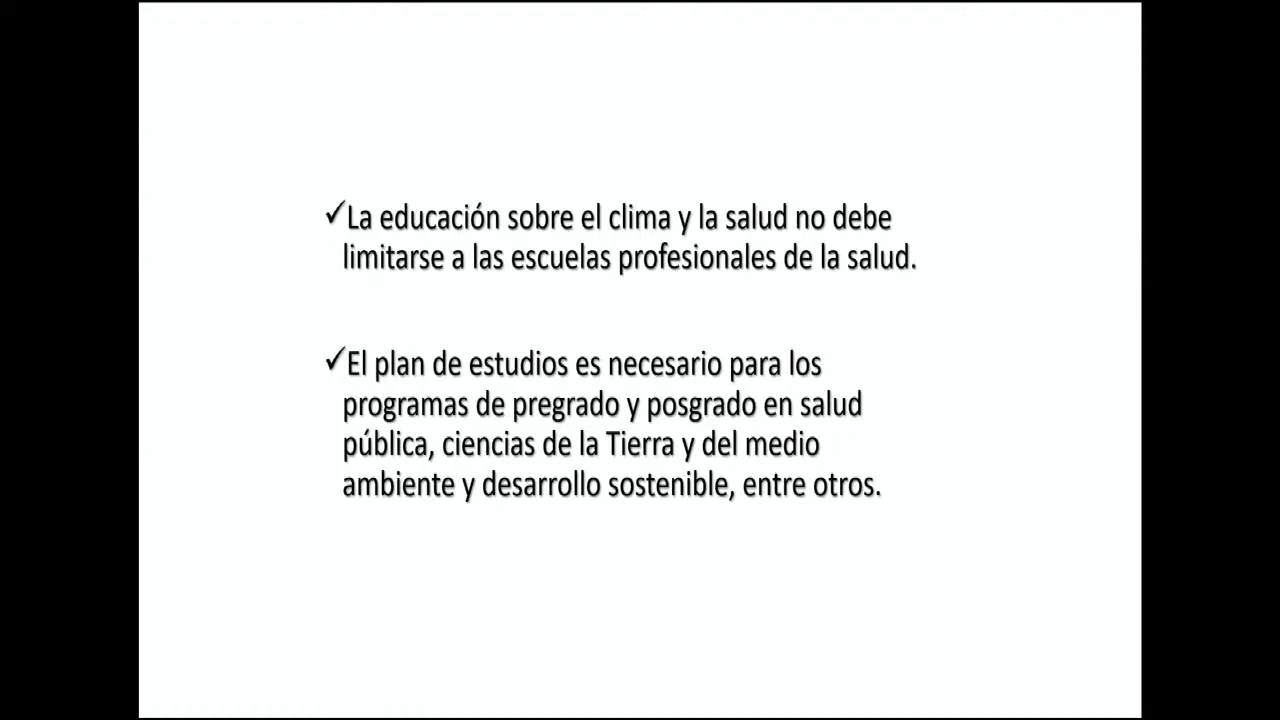 ✓La educación sobre el clima y la salud no debe
limitarse a las escuelas profesionales de la salud.
✓El plan de estudios es necesario para los
programas de pregrado y posgrado en salud
pública, ciencias de la Tierra y del medio
ambiente y desarrollo sostenible, entre otros.